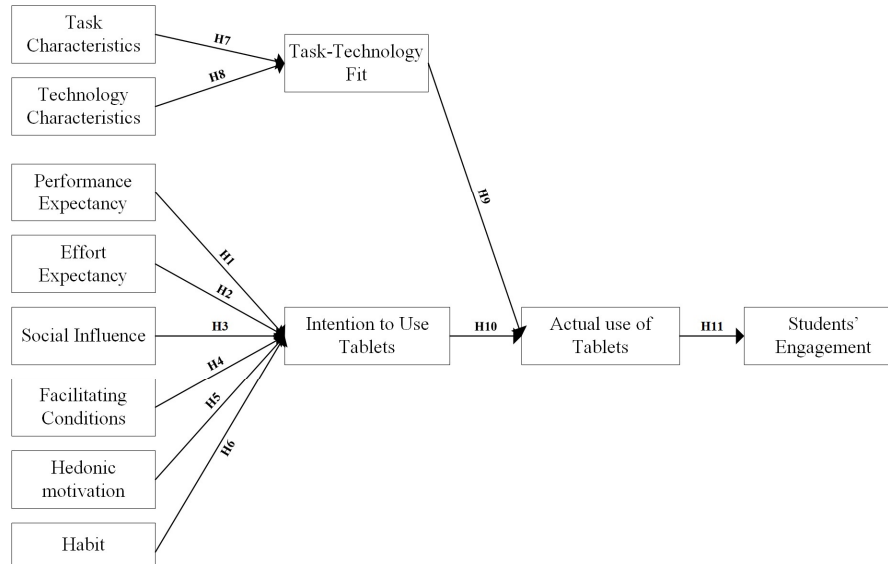 Task
Characteristics
H7
Task-Technology
Fit
H8
Technology
Characteristics
Performance
Expectancy
H1
H9
Effort
Expectancy
H2
Social Influence
H3
Intention to Use
Tablets
H10
Actual use of
Tablets
H11
Students’
Engagement
H4
Facilitating
Conditions
H5
H6
Hedonic
motivation
Habit